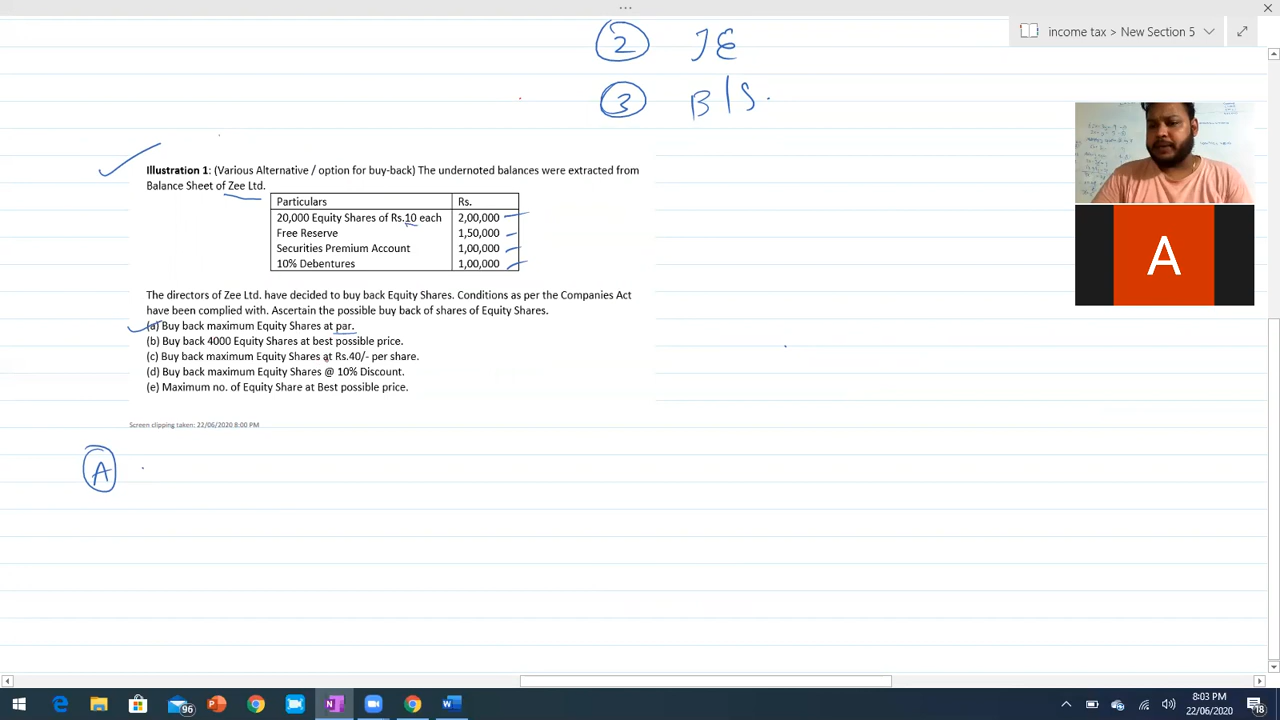 income tax > New Section 5
② JE
③ B/S.
Illustration 1: (Various Alternative / option for buy-back) The undernoted balances were extracted from
Balance Sheet of Zee Ltd.
Particulars Rs.
20,000 Equity Shares of Rs.10 each 2,00,000
Free Reserve 1,50,000
Securities Premium Account 1,00,000
10% Debentures 1,00,000
The directors of Zee Ltd. have decided to buy back Equity Shares. Conditions as per the Companies Act
have been complied with. Ascertain the possible buy back of shares of Equity Shares.
(a) Buy back maximum Equity Shares at par.
(b) Buy back 4000 Equity Shares at best possible price.
(c) Buy back maximum Equity Shares at Rs.40/- per share.
(d) Buy back maximum Equity Shares @ 10% Discount.
(e) Maximum no. of Equity Share at Best possible price.
Screen clipping taken: 22/06/2020 8:00 PM
A
A
96
8:03 PM
22/06/2020
18